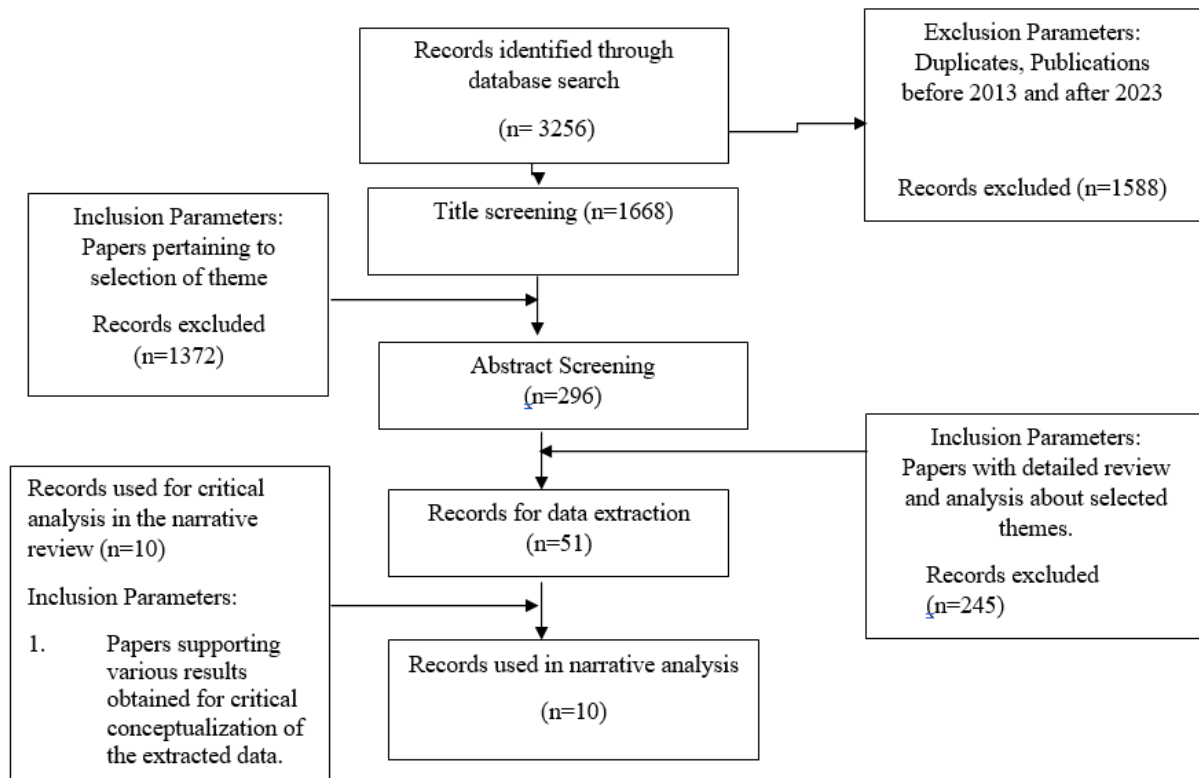 Records identified through
database search
(n= 3256)
Exclusion Parameters:
Duplicates, Publications
before 2013 and after 2023
Records excluded (n=1588)
Title screening (n=1668)
Inclusion Parameters:
Papers pertaining to
selection of theme
Records excluded
(n=1372)
Abstract Screening
(n=296)
Inclusion Parameters:
Papers with detailed review
and analysis about selected
themes.
Records excluded
(n=245)
Records for data extraction
(n=51)
Records used for critical
analysis in the narrative
review (n=10)
Inclusion Parameters:
1. Papers supporting
various results
obtained for critical
conceptualization of
the extracted data.
Records used in narrative analysis
(n=10)